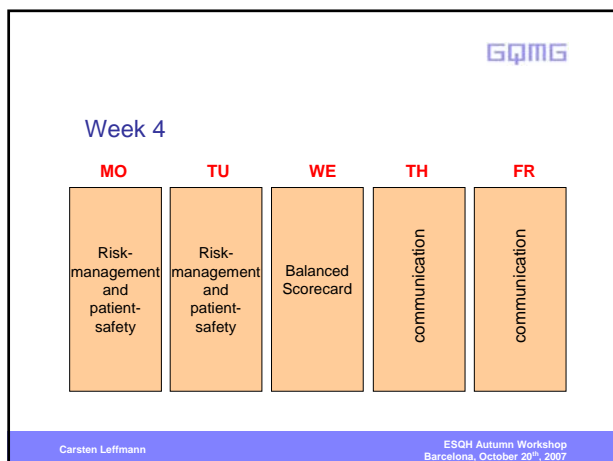 GQMG
Week 4
MO TU WE TH FR
Risk-
management
and
patient-
safety
Risk-
management
and
patient-
safety
Balanced
Scorecard
communication
communication
Carsten Leffmann
ESQH Autumn Workshop
Barcelona, October 20th, 2007